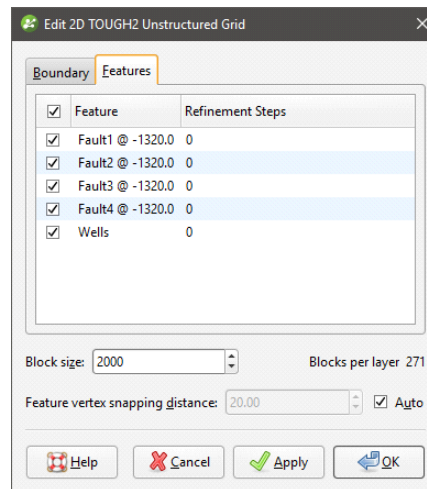 Edit 2D TOUGH2 Unstructured Grid
Boundary Features
Feature Refinement Steps
Fault1 @ -1320.0 0
Fault2 @ -1320.0 0
Fault3 @ -1320.0 0
Fault4 @ -1320.0 0
Wells 0
Block size: 2000 Blocks per layer 271
Feature vertex snapping distance: 20.00 Auto
Help Cancel Apply OK